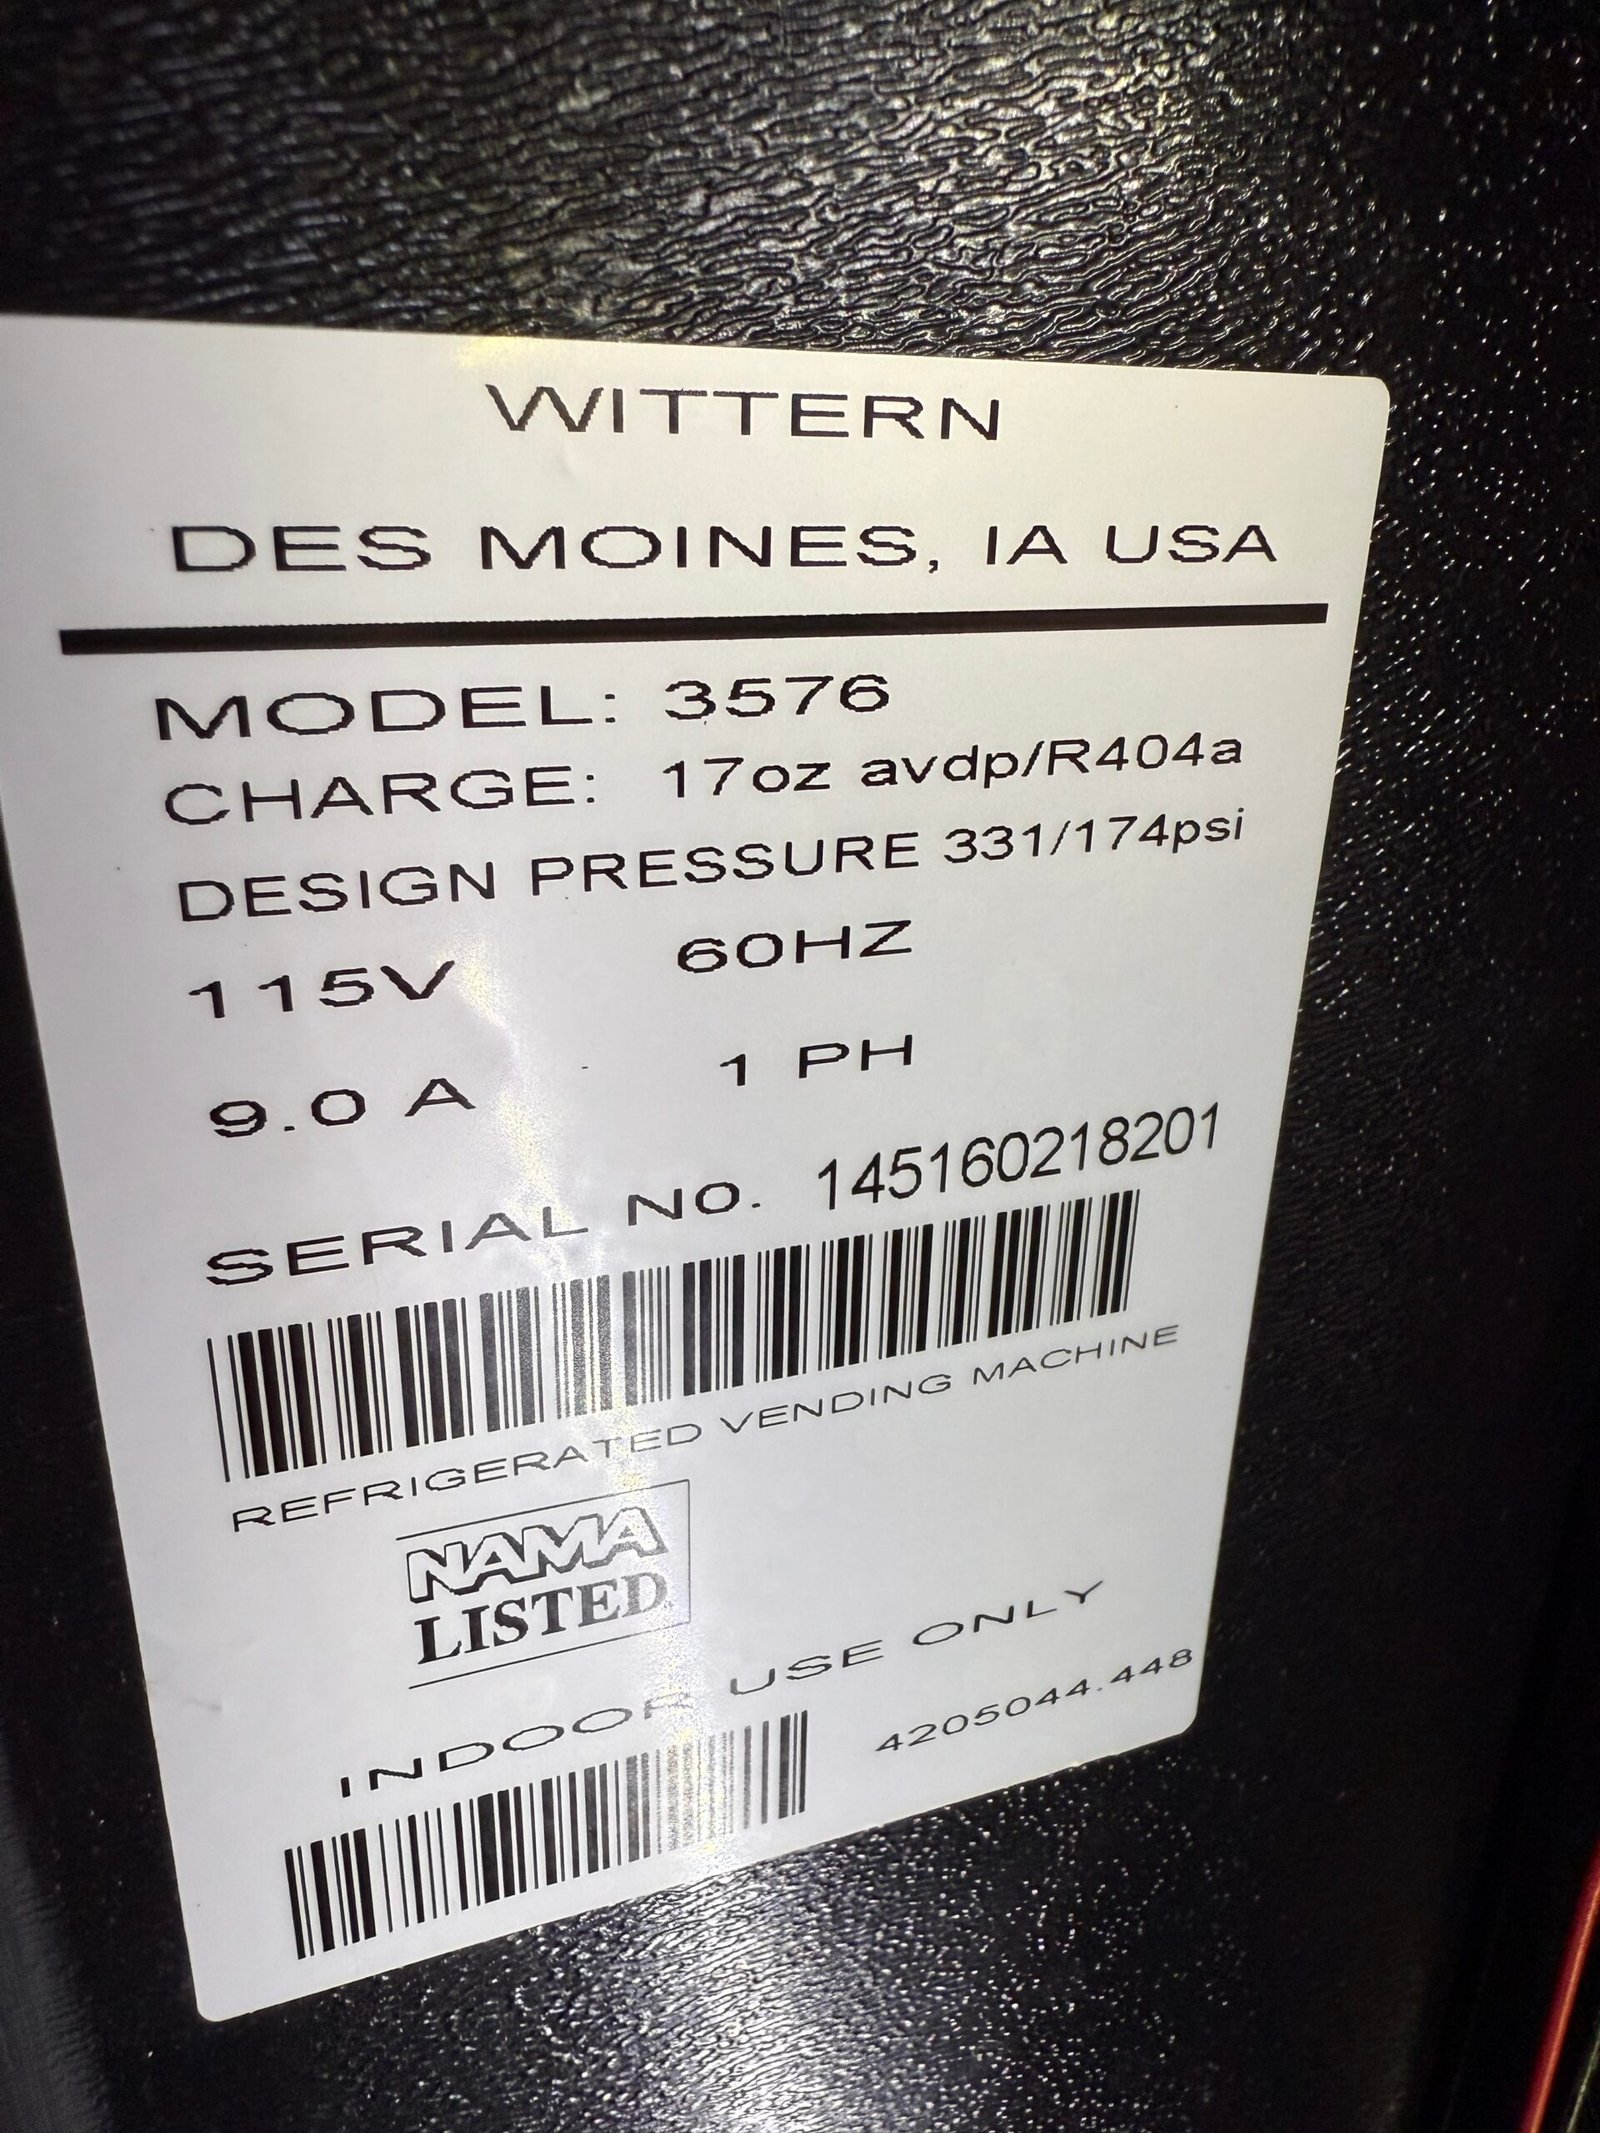 WITTERN
DES MOINES, IA USA
MODEL: 3576
CHARGE: 17oz avdp/R404a
DESIGN PRESSURE 331/174psi
115V 60HZ
9.0 A 1 PH
SERIAL NO. 145160218201
REFRIGERATED VENDING MACHINE
NAMA
LISTED
INDOOR USE ONLY
4205044.448